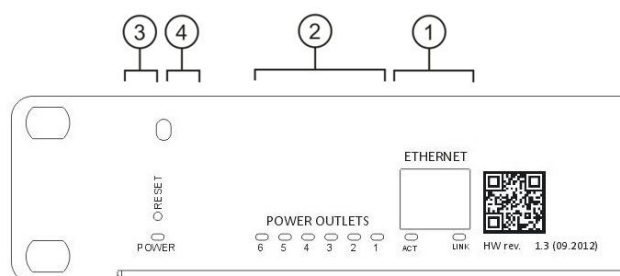 3 4 2 1
ETHERNET
RESET
POWER OUTLETS
POWER 6 5 4 3 2 1 ACT LINK HW rev. 1.3 (09.2012)